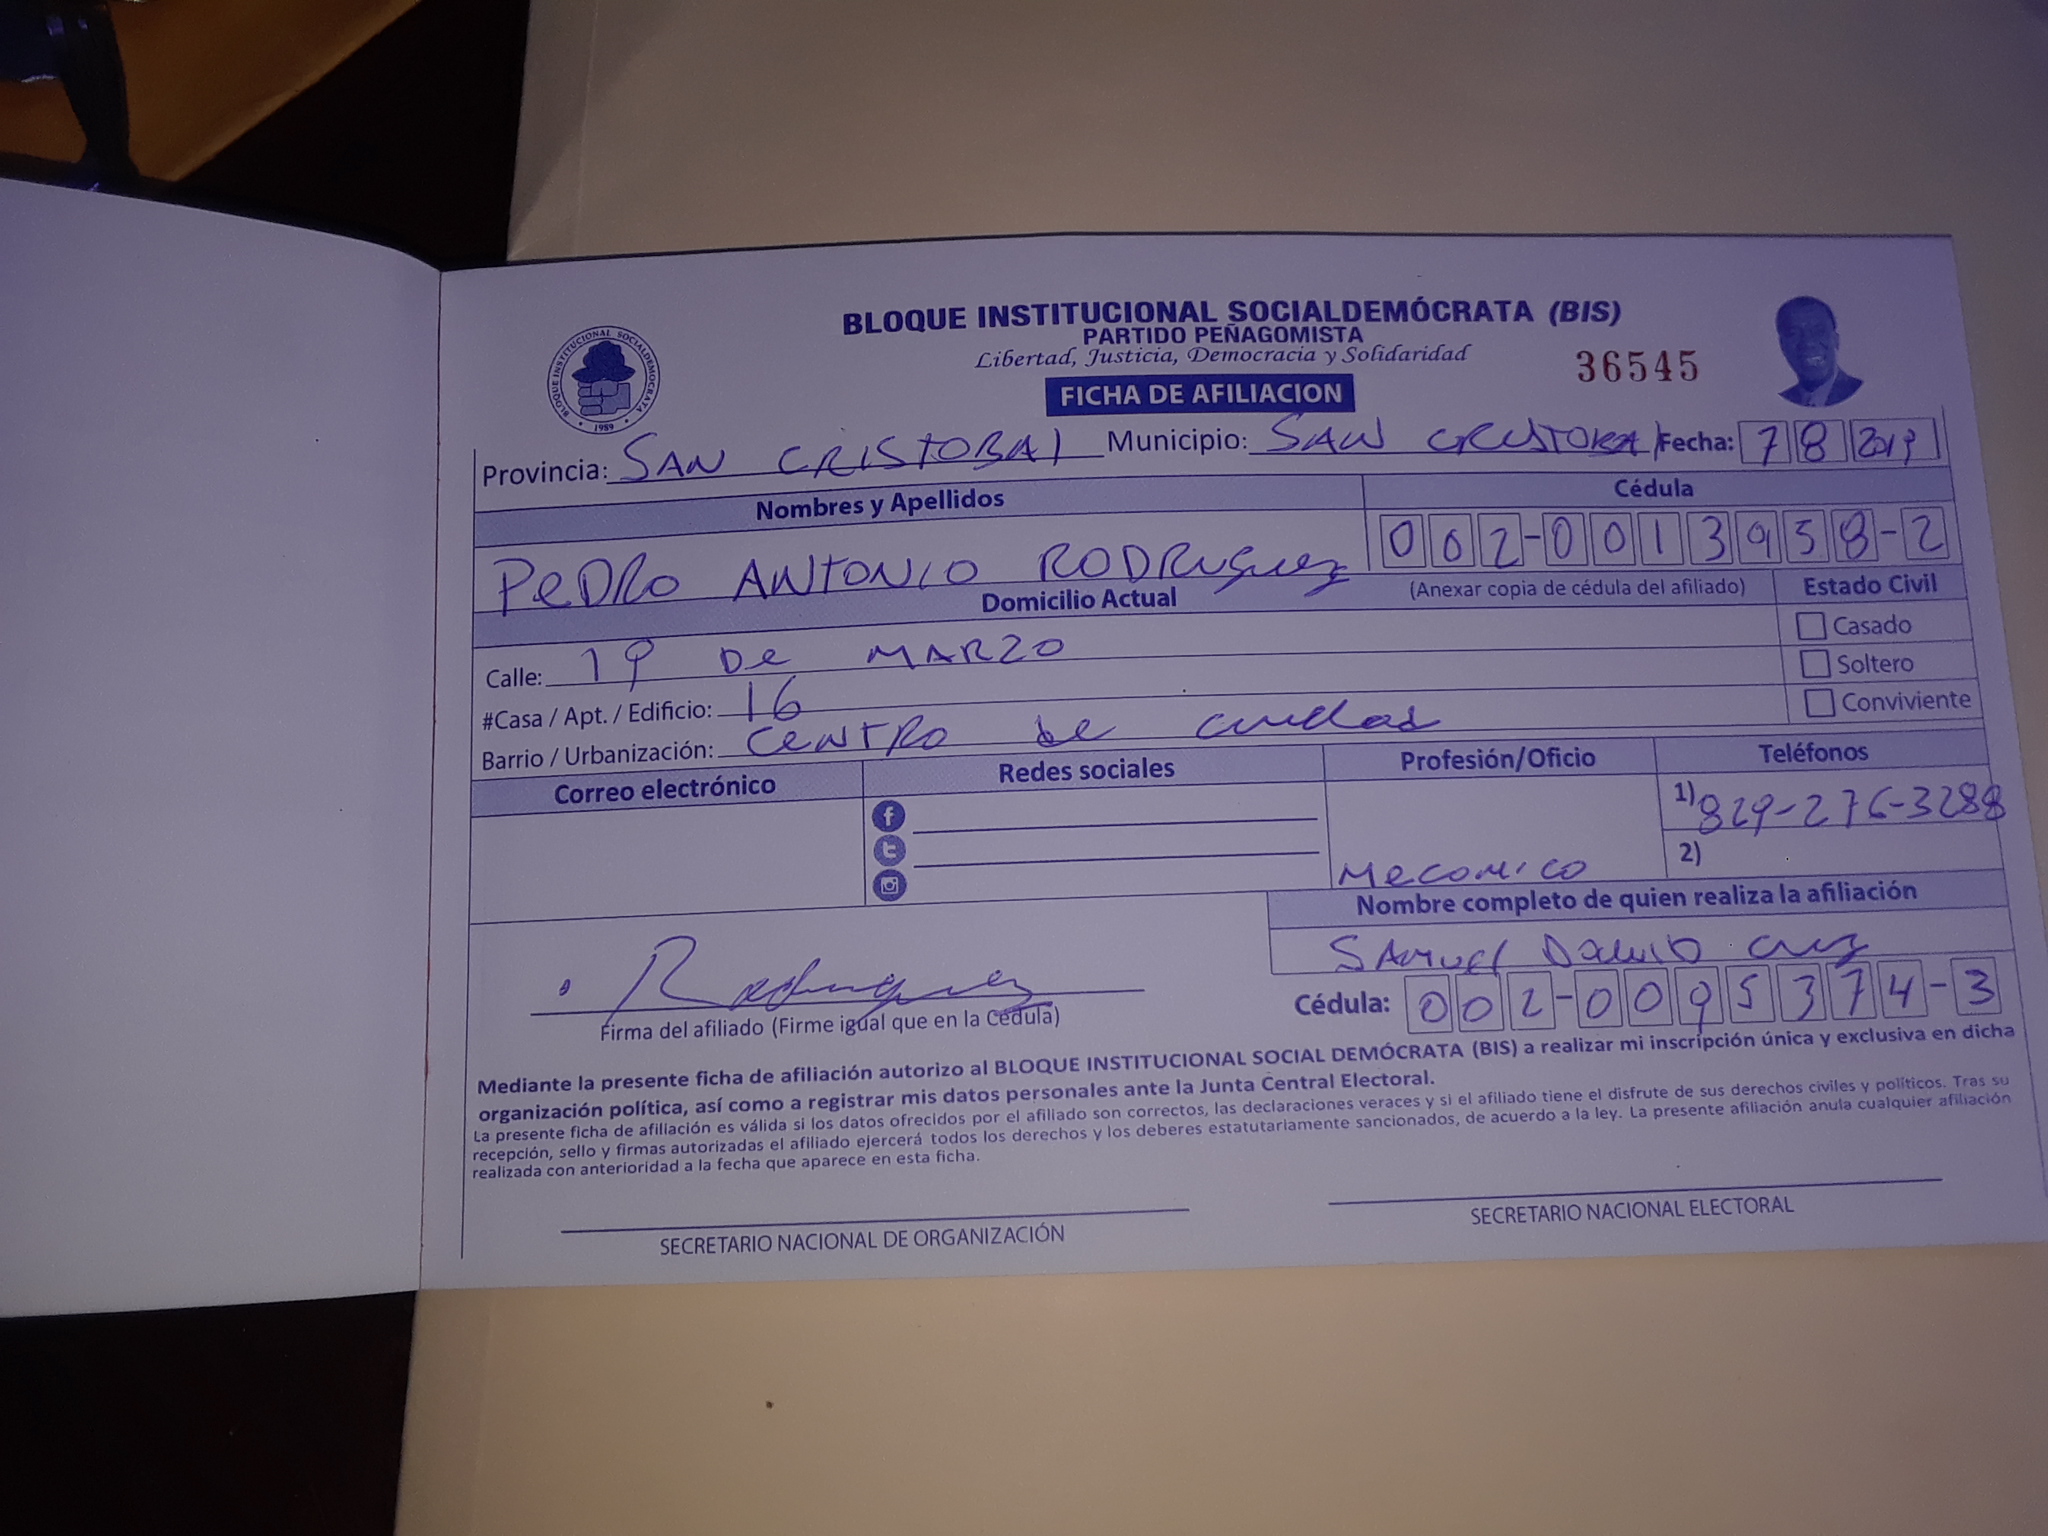 BLOQUE INSTITUCIONAL SOCIALDEMÓCRATA (BIS)
PARTIDO PEÑAGOMISTA
Libertad, Justicia, Democracia y Solidaridad
36545
BLOQUE INSTITUCIONAL SOCIALDEMOCRATA
• 1989 •
FICHA DE AFILIACION
Provincia: SAN CRISTOBAl Municipio: SAN CRISTOBAl Fecha: 7 8 2019
Nombres y Apellidos Cédula
PeDRO ANTONIO RODRIguez 002-0013958-2
(Anexar copia de cédula del afiliado)
Domicilio Actual Estado Civil
Calle: 19 De MARZO Casado
#Casa / Apt. / Edificio: 16 Soltero
Barrio / Urbanización: CeNTRO de ciudad Conviviente
Correo electrónico Redes sociales Profesión/Oficio Teléfonos
1) 829-276-3288
2)
Mecanico
Nombre completo de quien realiza la afiliación
SAmuel Danilo Cruz
Cédula: 002-0095374-3
Rodriguez
Firma del afiliado (Firme igual que en la Cédula)
Mediante la presente ficha de afiliación autorizo al BLOQUE INSTITUCIONAL SOCIAL DEMÓCRATA (BIS) a realizar mi inscripción única y exclusiva en dicha
organización política, así como a registrar mis datos personales ante la Junta Central Electoral.
La presente ficha de afiliación es válida si los datos ofrecidos por el afiliado son correctos, las declaraciones veraces y si el afiliado tiene el disfrute de sus derechos civiles y políticos. Tras su
recepción, sello y firmas autorizadas el afiliado ejercerá todos los derechos y los deberes estatutariamente sancionados, de acuerdo a la ley. La presente afiliación anula cualquier afiliación
realizada con anterioridad a la fecha que aparece en esta ficha.
SECRETARIO NACIONAL DE ORGANIZACIÓN SECRETARIO NACIONAL ELECTORAL